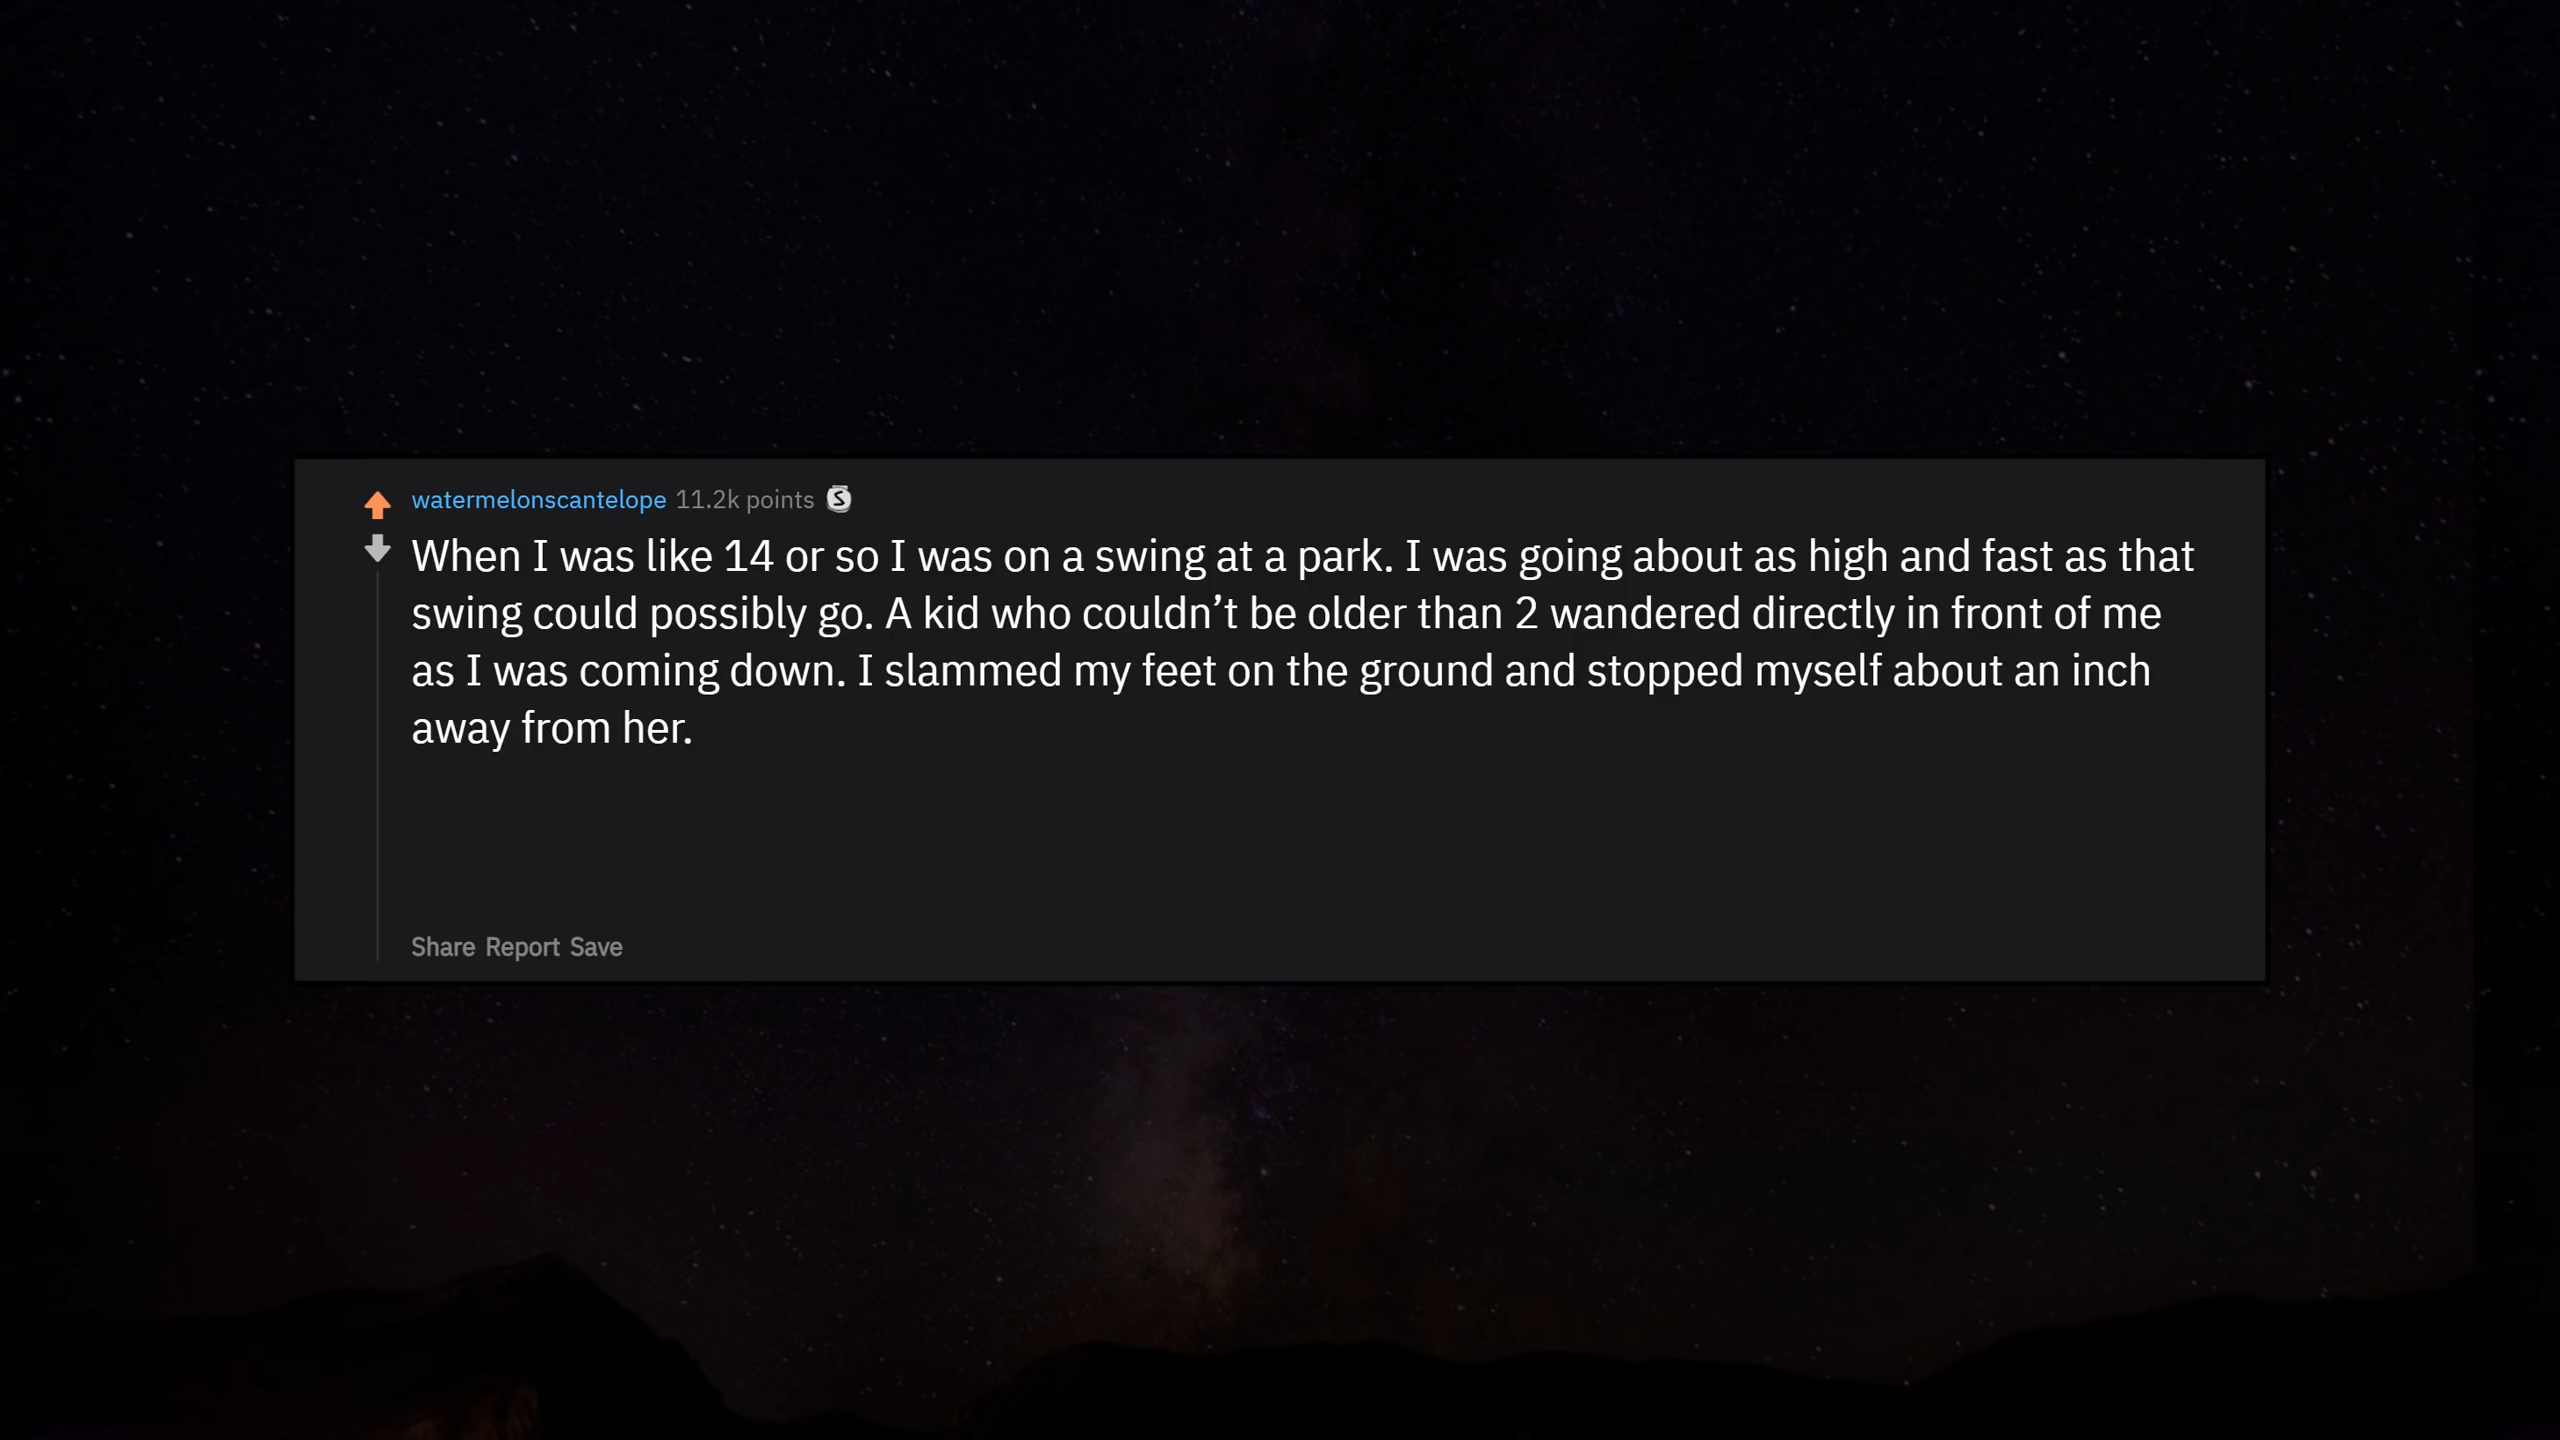 watermelonscantelope 11.2k points S
When I was like 14 or so I was on a swing at a park. I was going about as high and fast as that
swing could possibly go. A kid who couldn’t be older than 2 wandered directly in front of me
as I was coming down. I slammed my feet on the ground and stopped myself about an inch
away from her.
Share Report Save